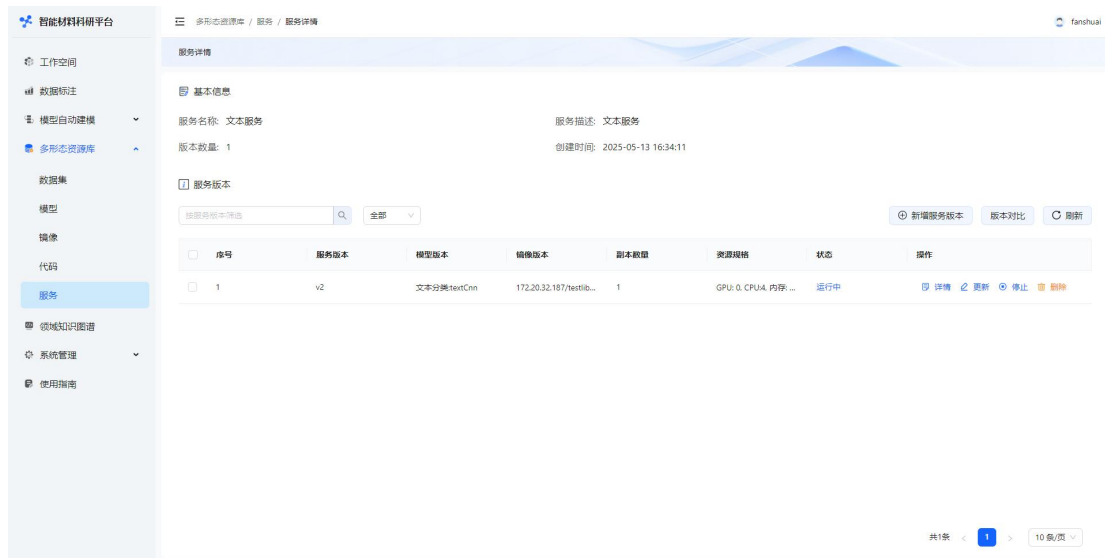 智能材料科研平台
多形态资源库 / 服务 / 服务详情
fanshuai
工作空间
数据标注
模型自动建模
多形态资源库
数据集
模型
镜像
代码
服务
领域知识图谱
系统管理
使用指南
服务详情
基本信息
服务名称: 文本服务
服务描述: 文本服务
版本数量: 1
创建时间: 2025-05-13 16:34:11
服务版本
按服务版本筛选
全部
新增服务版本
版本对比
刷新
序号 服务版本 模型版本 镜像版本 副本数量 资源规格 状态 操作
1 v2 文本分类:textCnn 172.20.32.187/testlib... 1 GPU: 0, CPU:4, 内存: ... 运行中 详情 更新 停止 删除
共1条 < 1 > 10 条/页